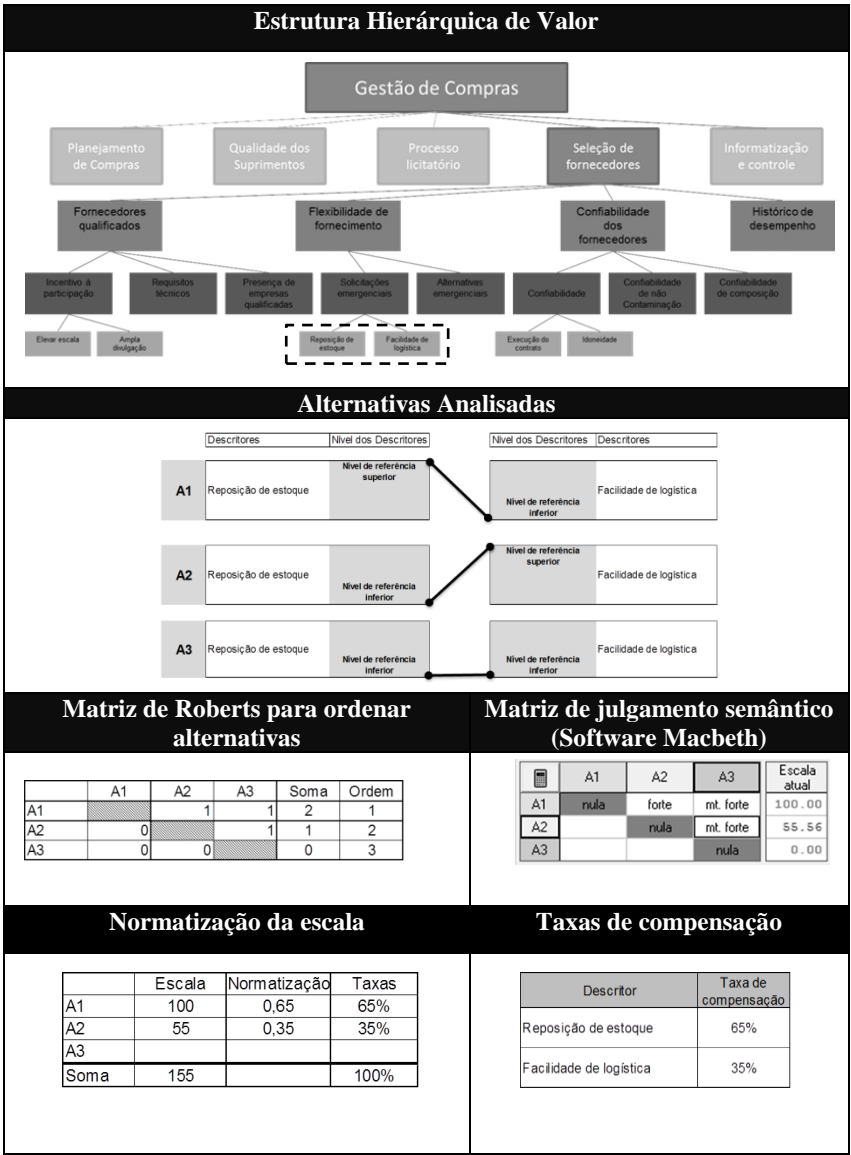 Estrutura Hierárquica de Valor
Gestão de Compras
Planejamento
de Compras
Qualidade dos
Suprimentos
Processo
licitatório
Seleção de
fornecedores
Informatização
e controle
Fornecedores
qualificados
Flexibilidade de
fornecimento
Confiabilidade
dos
fornecedores
Histórico de
desempenho
Incentivo à
participação
Requisitos
técnicos
Presença de
empresas
qualificadas
Solicitações
emergenciais
Alternativas
emergenciais
Confiabilidade
Confiabilidade
de não
Contaminação
Confiabilidade
de composição
Elevar escala
Ampla
divulgação
Reposição de
estoque
Facilidade de
logística
Execução do
contrato
Idoneidade
Alternativas Analisadas
Descritores Nivel dos Descritores Nivel dos Descritores Descritores
A1 Reposição de estoque
Nivel de referência
superior
Nivel de referência
inferior
Facilidade de logística
A2 Reposição de estoque
Nivel de referência
inferior
Nivel de referência
superior
Facilidade de logística
A3 Reposição de estoque
Nivel de referência
inferior
Nivel de referência
inferior
Facilidade de logística
Matriz de Roberts para ordenar
alternativas
A1 A2 A3 Soma Ordem
A1 1 1 2 1
A2 0 1 1 2
A3 0 0 0 3
Matriz de julgamento semântico
(Software Macbeth)
A1 A2 A3 Escala
atual
A1 nula forte mt. forte 100.00
A2 nula mt. forte 55.56
A3 nula 0.00
Normatização da escala
Escala Normatização Taxas
A1 100 0,65 65%
A2 55 0,35 35%
A3
Soma 155 100%
Taxas de compensação
Descritor Taxa de
compensação
Reposição de estoque 65%
Facilidade de logística 35%